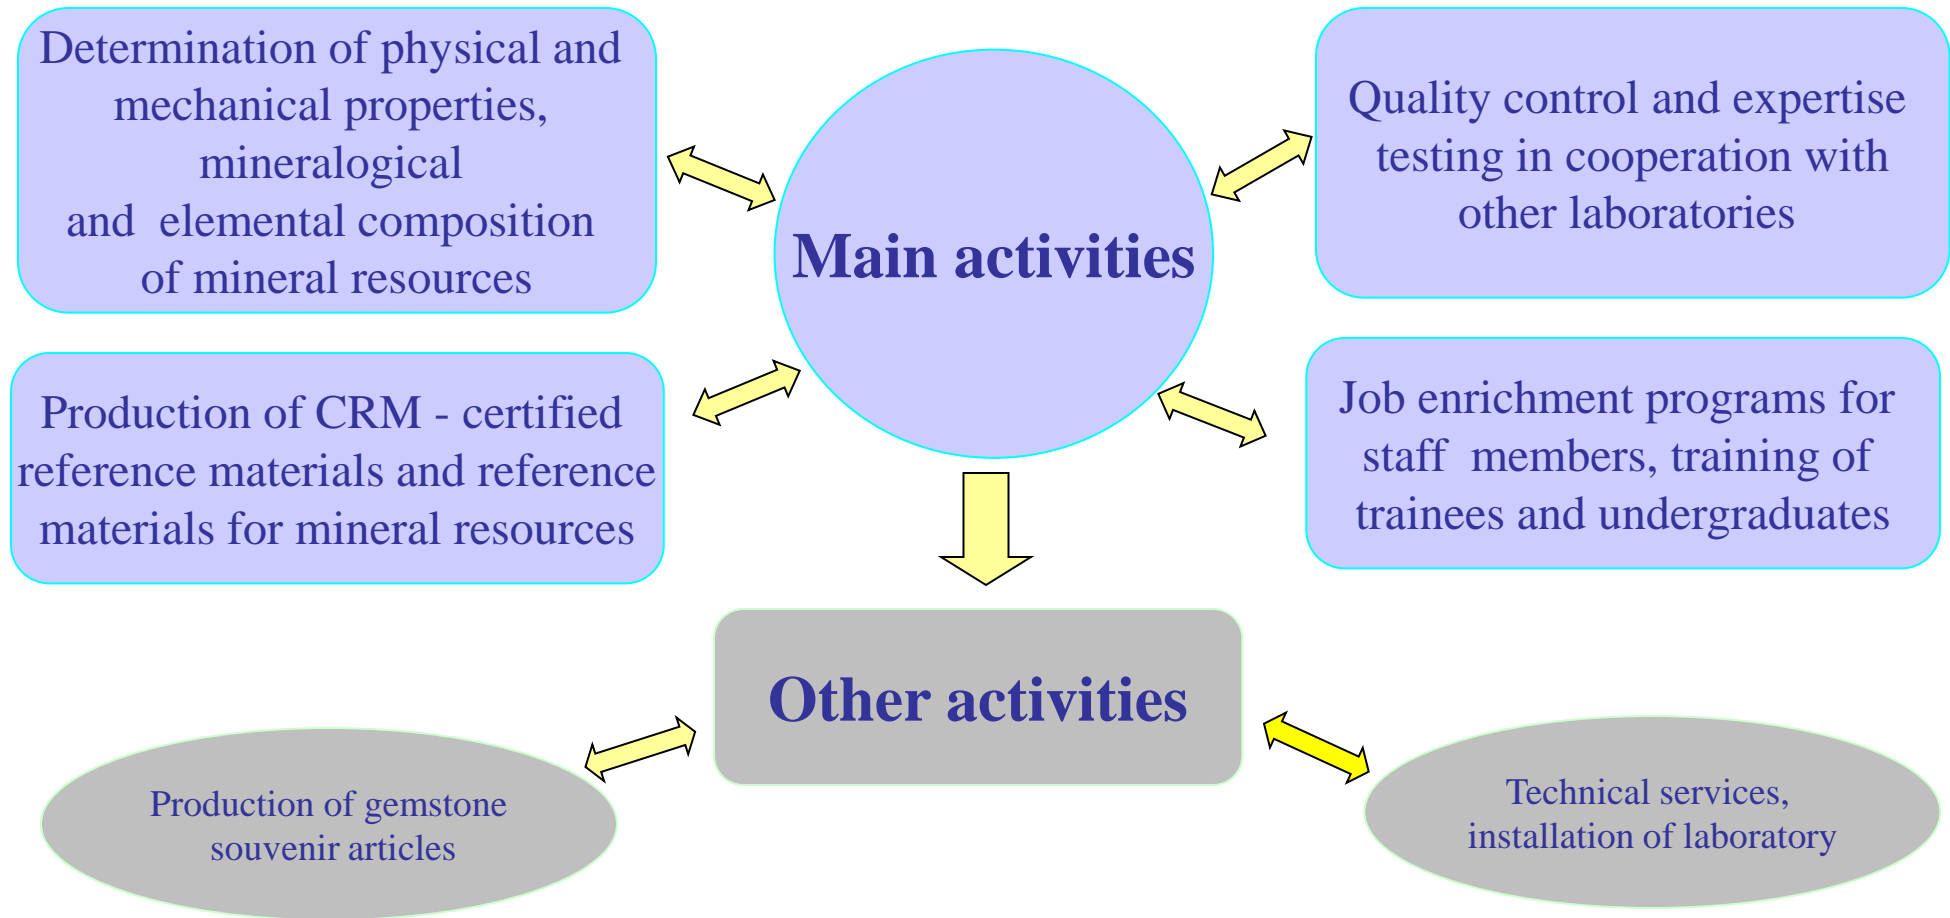 Determination of physical and
mechanical properties,
mineralogical
and elemental composition
of mineral resources
Main activities
Quality control and expertise
testing in cooperation with
other laboratories
Production of CRM - certified
reference materials and reference
materials for mineral resources
Job enrichment programs for
staff members, training of
trainees and undergraduates
Other activities
Production of gemstone
souvenir articles
Technical services,
installation of laboratory